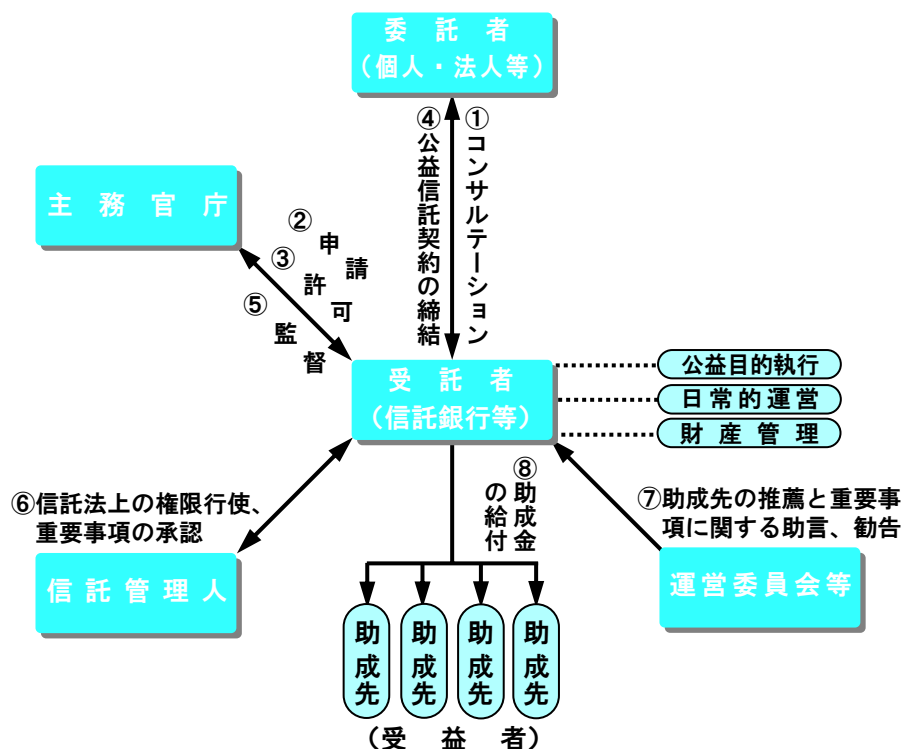 委託者
（個人・法人等）
①コンサルテーション
④公益信託契約の締結
主務官庁
②申請
③許可
⑤監督
受託者
（信託銀行等）
公益目的執行
日常的運営
財産管理
⑥信託法上の権限行使、
重要事項の承認
⑧助成金
の給付
⑦助成先の推薦と重要事
項に関する助言、勧告
信託管理人
運営委員会等
助成先
助成先
助成先
助成先
（受益者）